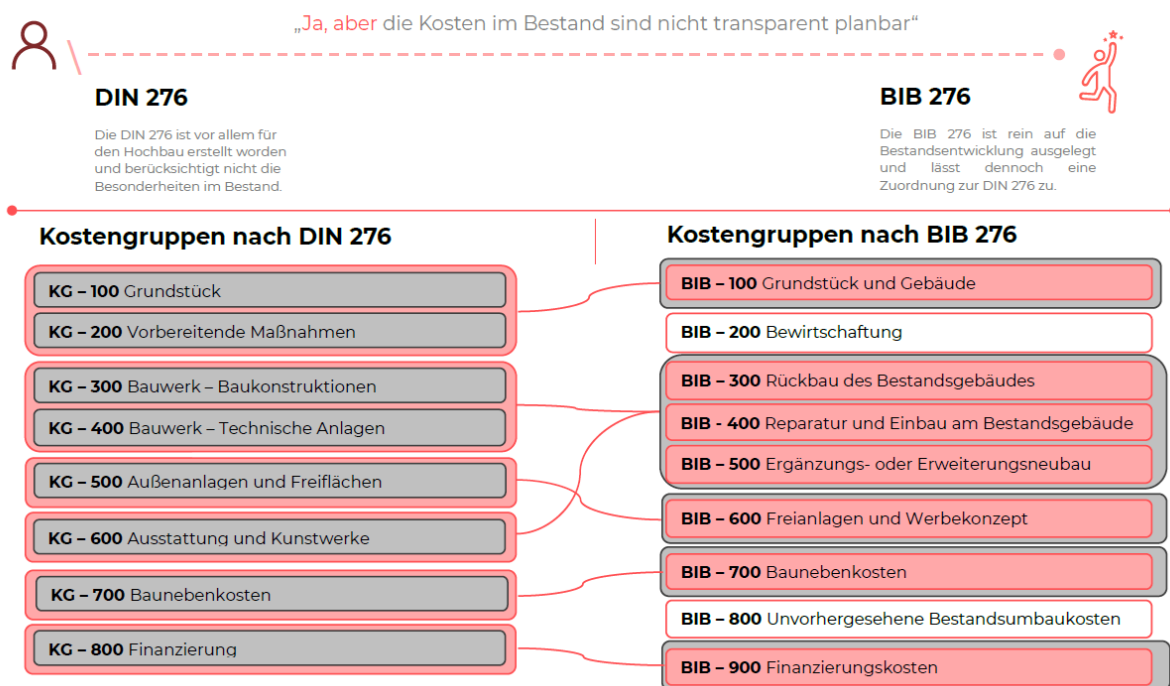 „Ja, aber die Kosten im Bestand sind nicht transparent planbar“
DIN 276
Die DIN 276 ist vor allem für
den Hochbau erstellt worden
und berücksichtigt nicht die
Besonderheiten im Bestand.
BIB 276
Die BIB 276 ist rein auf die
Bestandsentwicklung ausgelegt
und lässt dennoch eine
Zuordnung zur DIN 276 zu.
Kostengruppen nach DIN 276
KG – 100 Grundstück
KG – 200 Vorbereitende Maßnahmen
KG – 300 Bauwerk – Baukonstruktionen
KG – 400 Bauwerk – Technische Anlagen
KG – 500 Außenanlagen und Freiflächen
KG – 600 Ausstattung und Kunstwerke
KG – 700 Baunebenkosten
KG – 800 Finanzierung
Kostengruppen nach BIB 276
BIB – 100 Grundstück und Gebäude
BIB – 200 Bewirtschaftung
BIB – 300 Rückbau des Bestandsgebäudes
BIB - 400 Reparatur und Einbau am Bestandsgebäude
BIB – 500 Ergänzungs- oder Erweiterungsneubau
BIB – 600 Freianlagen und Werbekonzept
BIB – 700 Baunebenkosten
BIB – 800 Unvorhergesehene Bestandsumbaukosten
BIB – 900 Finanzierungskosten